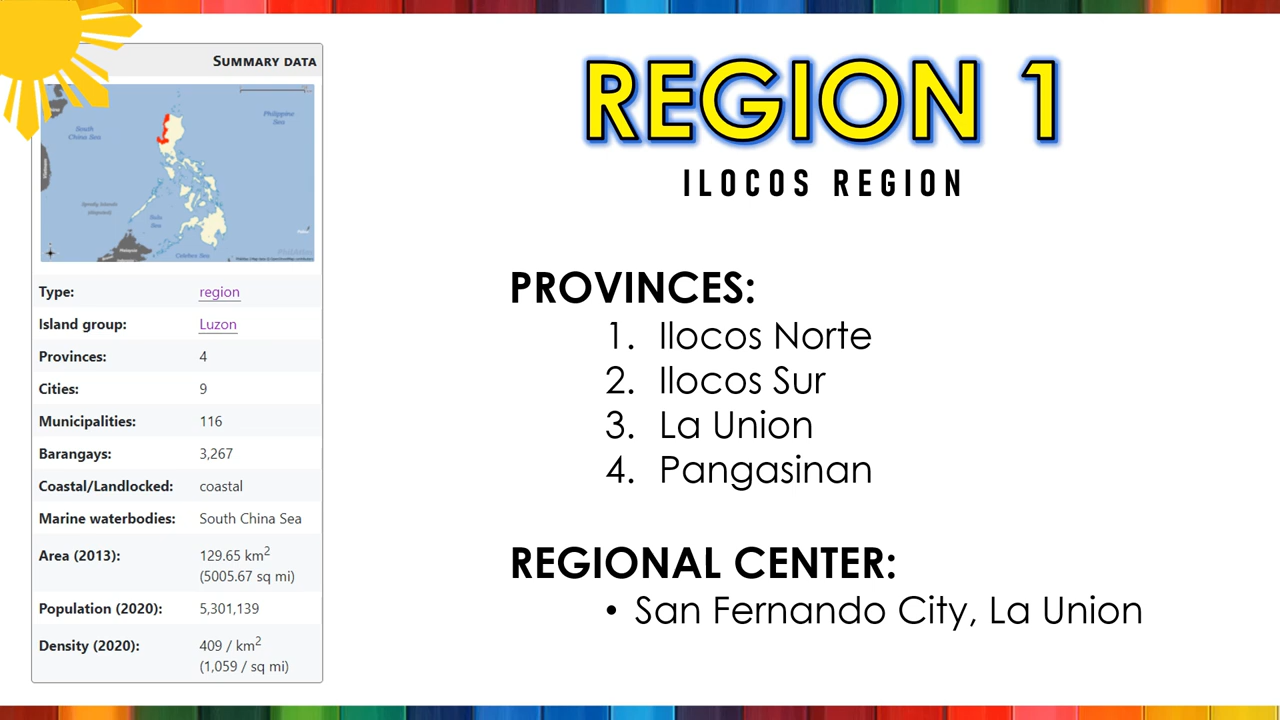 SUMMARY DATA
South
China Sea
Philippine
Sea
Spratly Islands
(disputed)
Sulu
Sea
Malaysia
Celebes Sea
Type: region
Island group: Luzon
Provinces: 4
Cities: 9
Municipalities: 116
Barangays: 3,267
Coastal/Landlocked: coastal
Marine waterbodies: South China Sea
Area (2013): 129.65 km2
(5005.67 sq mi)
Population (2020): 5,301,139
Density (2020): 409 / km2
(1,059 / sq mi)
REGION 1
ILOCOS REGION
PROVINCES:
1. Ilocos Norte
2. Ilocos Sur
3. La Union
4. Pangasinan
REGIONAL CENTER:
• San Fernando City, La Union